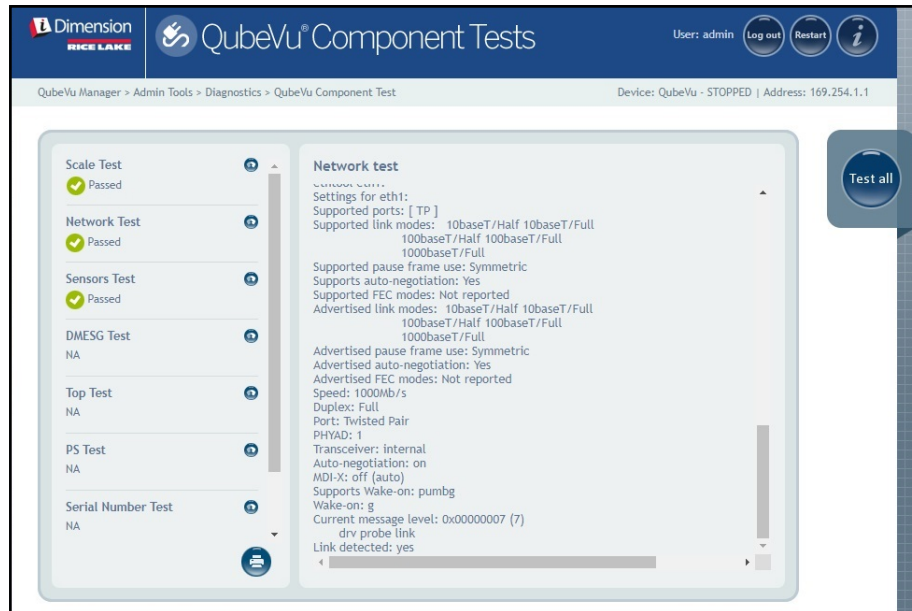 iDimension
RICE LAKE
QubeVu® Component Tests
User: admin
Log out
Restart
i
QubeVu Manager > Admin Tools > Diagnostics > QubeVu Component Test
Device: QubeVu - STOPPED | Address: 169.254.1.1
Scale Test
Passed
Network Test
Passed
Sensors Test
Passed
DMESG Test
NA
Top Test
NA
PS Test
NA
Serial Number Test
NA
Network test
Settings for eth1:
Supported ports: [ TP ]
Supported link modes: 10baseT/Half 10baseT/Full
100baseT/Half 100baseT/Full
1000baseT/Full
Supported pause frame use: Symmetric
Supports auto-negotiation: Yes
Supported FEC modes: Not reported
Advertised link modes: 10baseT/Half 10baseT/Full
100baseT/Half 100baseT/Full
1000baseT/Full
Advertised pause frame use: Symmetric
Advertised auto-negotiation: Yes
Advertised FEC modes: Not reported
Speed: 1000Mb/s
Duplex: Full
Port: Twisted Pair
PHYAD: 1
Transceiver: internal
Auto-negotiation: on
MDI-X: off (auto)
Supports Wake-on: pumbg
Wake-on: g
Current message level: 0x00000007 (7)
drv probe link
Link detected: yes
Test all